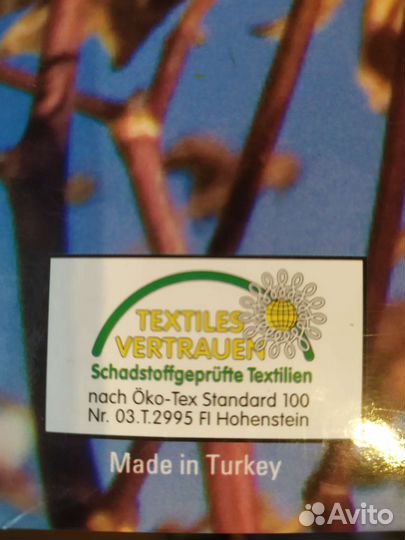 TEXTILES
VERTRAUEN
Schadstoffgeprüfte Textilien
nach Öko-Tex Standard 100
Nr. 03.T.2995 FI Hohenstein
Made in Turkey
Avito